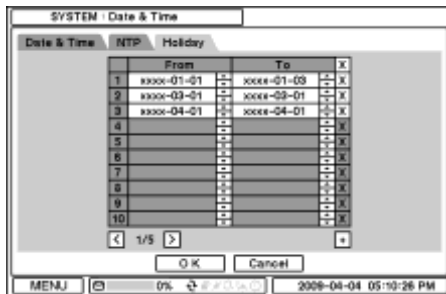 SYSTEM : Date & Time
Date & Time NTP Holiday
From To X
1 xxxx-01-01 xxxx-01-03 X
2 xxxx-03-01 xxxx-03-01 X
3 xxxx-04-01 xxxx-04-01 X
4 X
5 X
6 X
7 X
8 X
9 X
10 X
< 1/5 > +
OK Cancel
MENU 0% 2009-04-04 05:10:26 PM